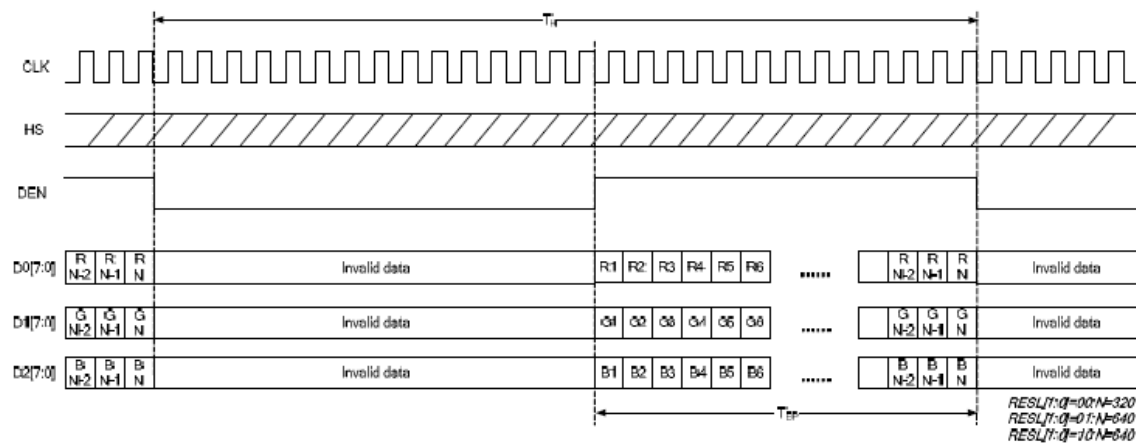 TH
CLK
HS
DEN
D0[7:0] R N-2 R N-1 R N Invalid data R1 R2 R3 R4 R5 R6 ...... R N-2 R N-1 R N Invalid data
D1[7:0] G N-2 G N-1 G N Invalid data G1 G2 G3 G4 G5 G6 ...... G N-2 G N-1 G N Invalid data
D2[7:0] B N-2 B N-1 B N Invalid data B1 B2 B3 B4 B5 B6 ...... B N-2 B N-1 B N Invalid data
TEP
RESL[1:0]=00:N=320
RESL[1:0]=01:N=640
RESL[1:0]=10:N=640